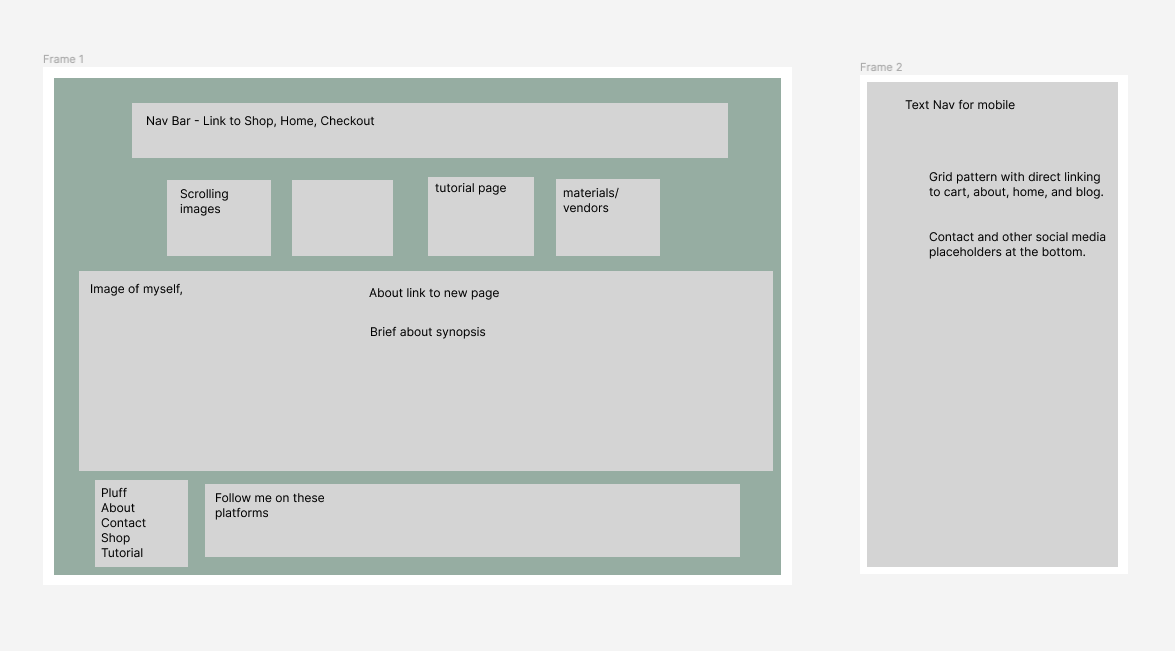 Frame 1
Nav Bar - Link to Shop, Home, Checkout
Scrolling
images
tutorial page
materials/
vendors
Image of myself,
About link to new page
Brief about synopsis
Pluff
About
Contact
Shop
Tutorial
Follow me on these
platforms
Frame 2
Text Nav for mobile
Grid pattern with direct linking
to cart, about, home, and blog.
Contact and other social media
placeholders at the bottom.